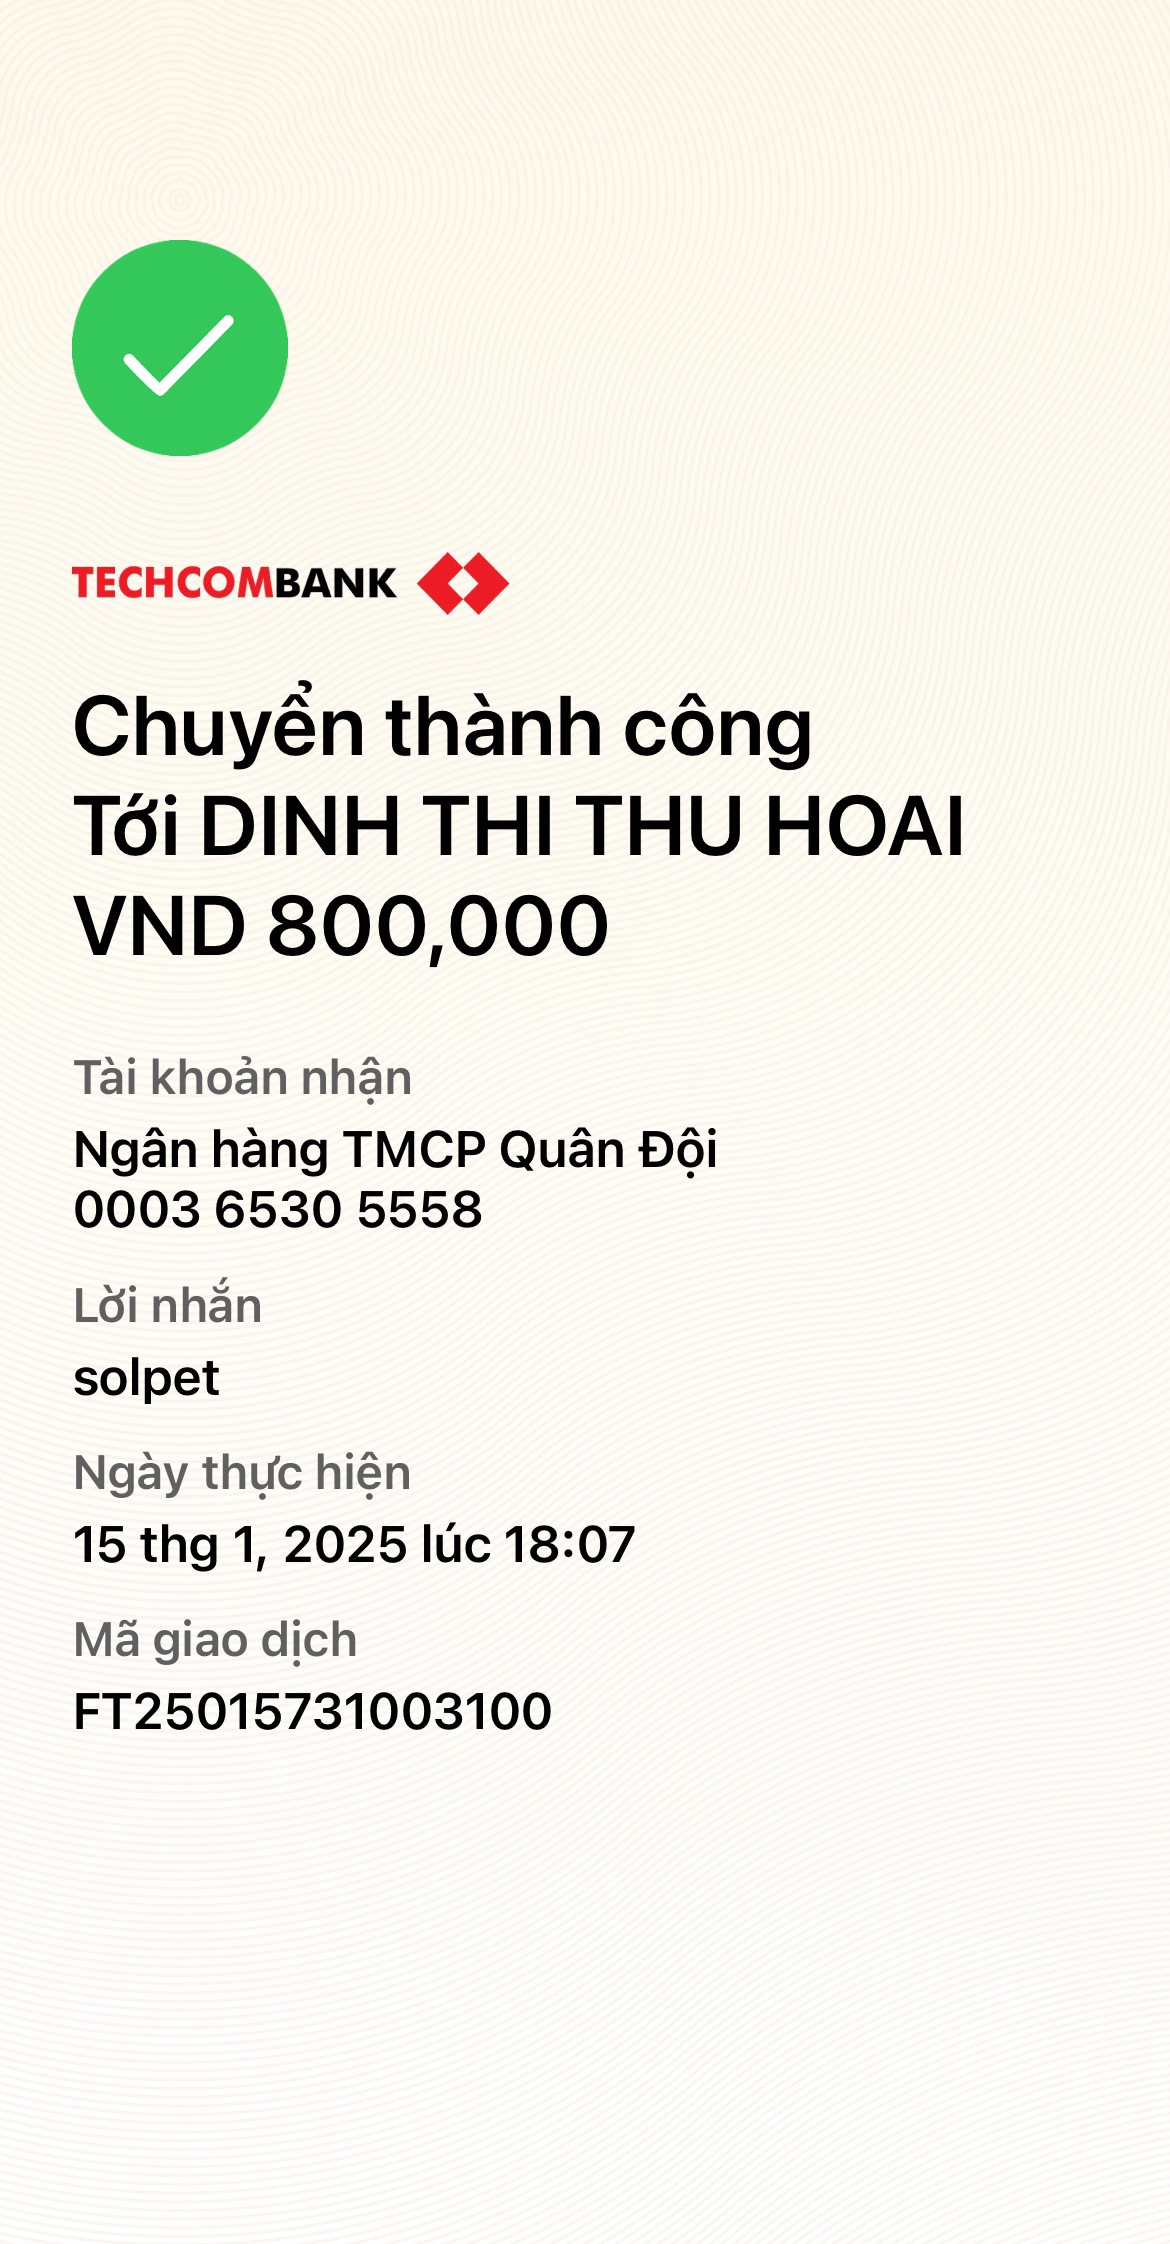 TECHCOMBANK
Chuyển thành công
Tới DINH THI THU HOAI
VND 800,000
Tài khoản nhận
Ngân hàng TMCP Quân Đội
0003 6530 5558
Lời nhắn
solpet
Ngày thực hiện
15 thg 1, 2025 lúc 18:07
Mã giao dịch
FT25015731003100